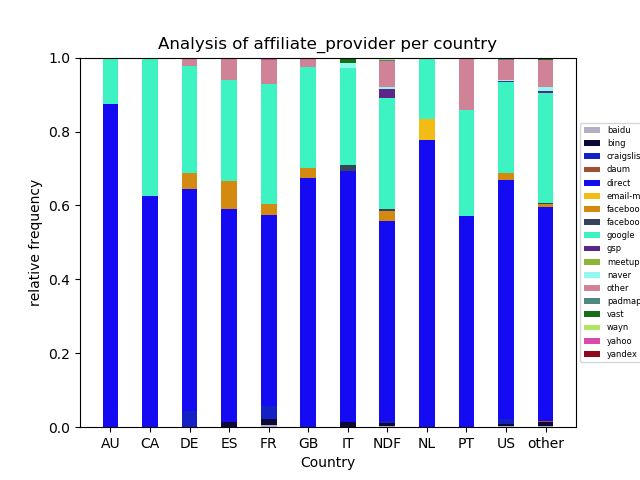 Analysis of affiliate_provider per country
relative frequency
1.0
0.8
0.6
0.4
0.2
0.0
AU CA DE ES FR GB IT NDF NL PT US other
Country
baidu
bing
craigslis
daum
direct
email-m
faceboo
faceboo
google
gsp
meetup
naver
other
padmap
vast
wayn
yahoo
yandex